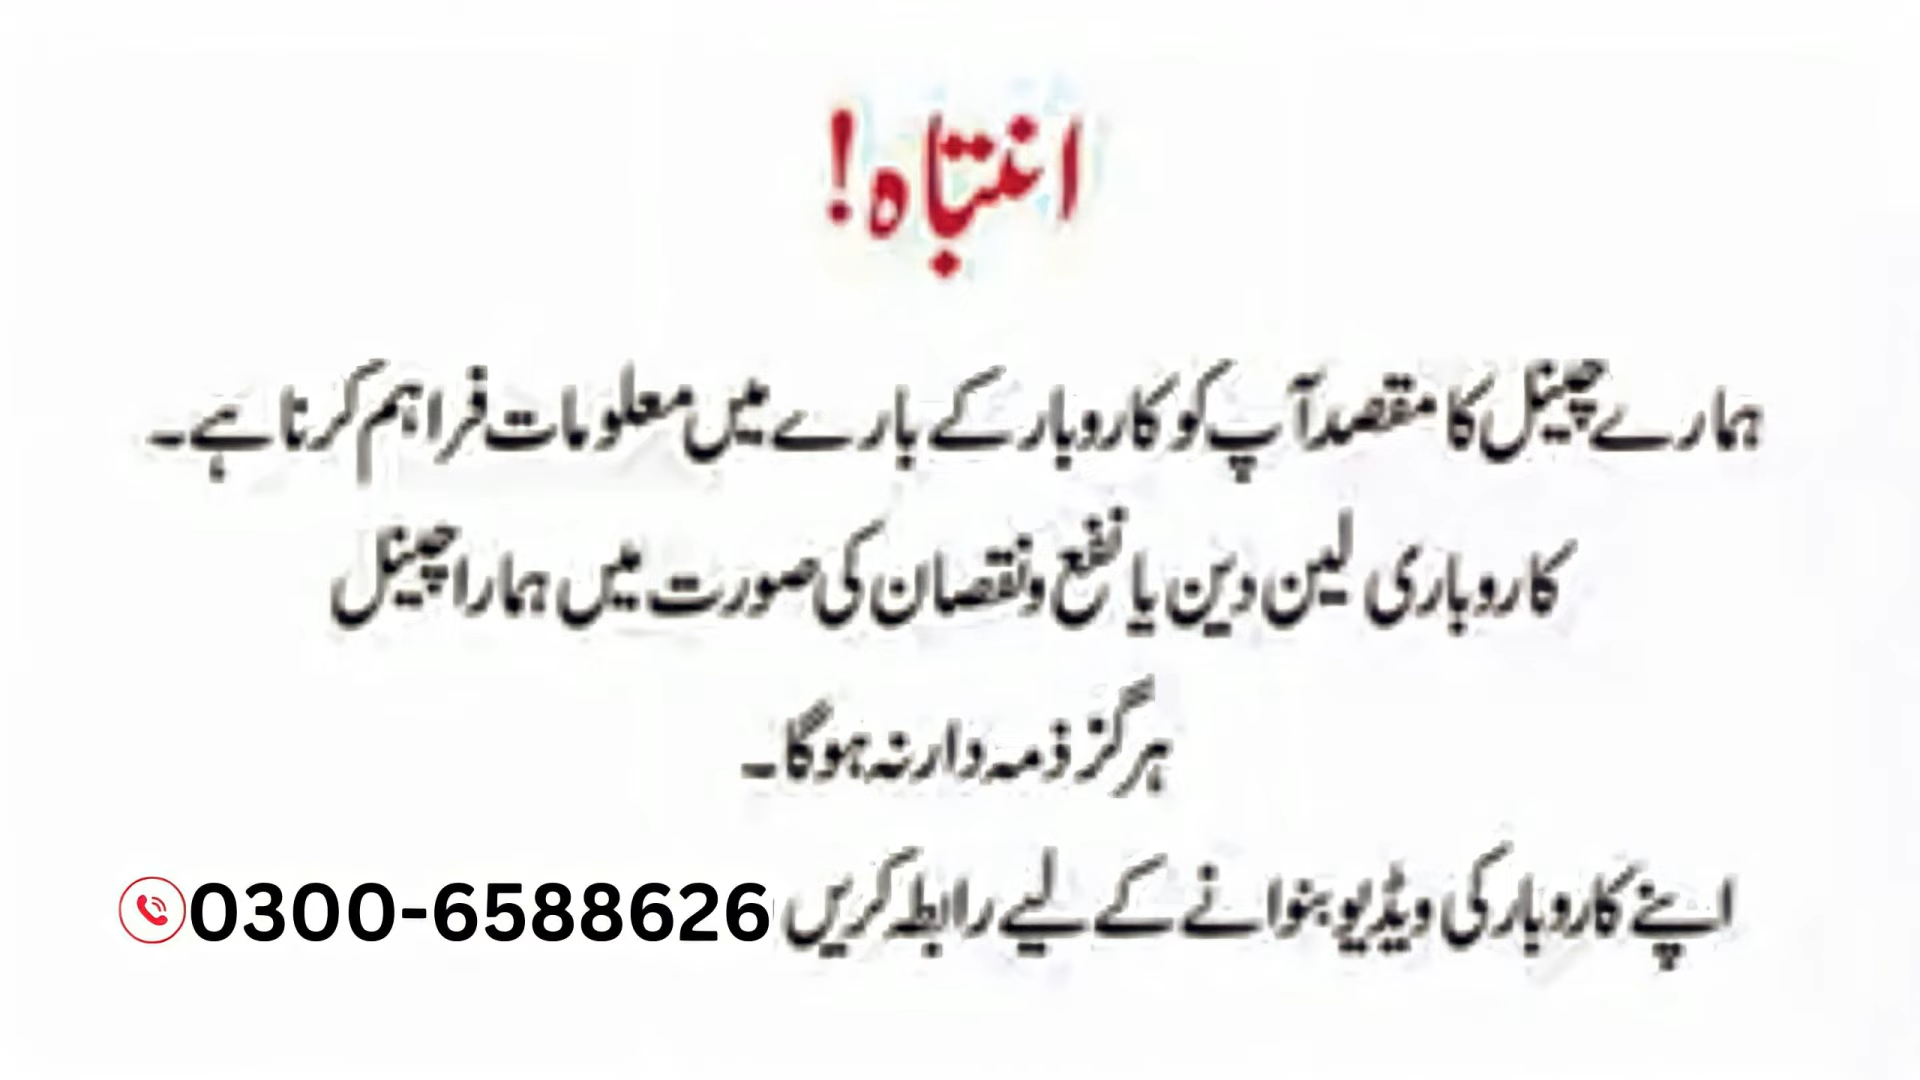 انتباہ!
ہمارے چینل کا مقصد آپ کو کاروبار کے بارے میں معلومات فراہم کرنا ہے۔
کاروباری لین دین یا نفع و نقصان کی صورت میں ہمارا چینل
ہرگز ذمہ دار نہ ہوگا۔
اپنے کاروبار کی ویڈیو بنوانے کے لیے رابطہ کریں 0300-6588626